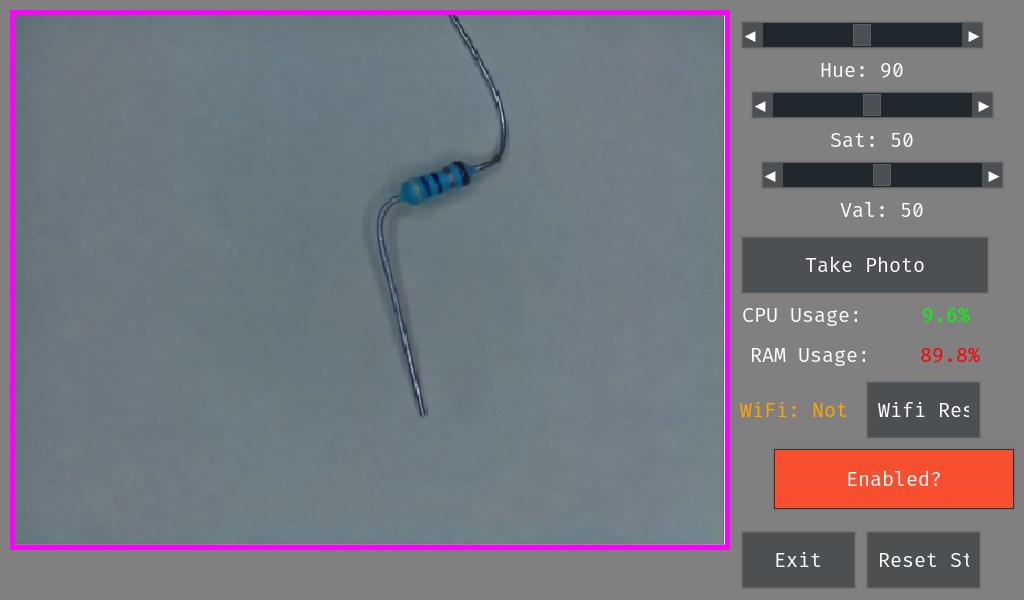 ◀ ▶
Hue: 90
◀ ▶
Sat: 50
◀ ▶
Val: 50
Take Photo
CPU Usage: 9.6%
RAM Usage: 89.8%
WiFi: Not Wifi Res
Enabled?
Exit Reset St